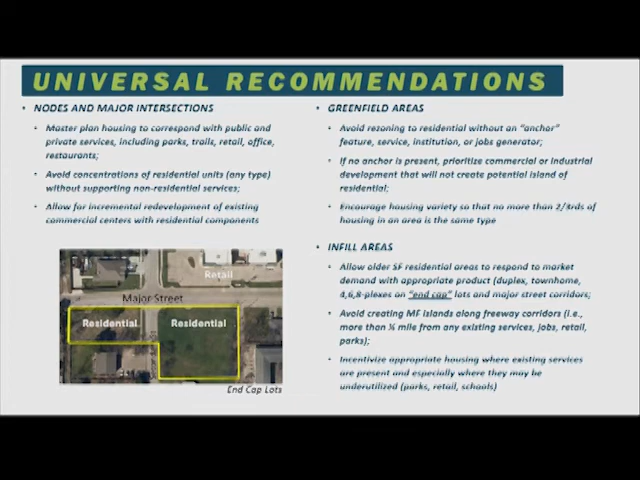 UNIVERSAL RECOMMENDATIONS
• NODES AND MAJOR INTERSECTIONS
• Master plan housing to correspond with public and
private services, including parks, trails, retail, office,
restaurants;
• Avoid concentrations of residential units (any type)
without supporting non-residential services;
• Allow for incremental redevelopment of existing
commercial centers with residential components
Retail
Major Street
Residential Residential
End Cap Lots
• GREENFIELD AREAS
• Avoid rezoning to residential without an “anchor”
feature, service, institution, or jobs generator;
• If no anchor is present, prioritize commercial or industrial
development that will not create potential island of
residential;
• Encourage housing variety so that no more than 2/3rds of
housing in an area is the same type
• INFILL AREAS
• Allow older SF residential areas to respond to market
demand with appropriate product (duplex, townhome,
4,6,8-plexes on “end cap” lots and major street corridors;
• Avoid creating MF islands along freeway corridors (i.e.,
more than ¼ mile from any existing services, jobs, retail,
parks);
• Incentivize appropriate housing where existing services
are present and especially where they may be
underutilized (parks, retail, schools)